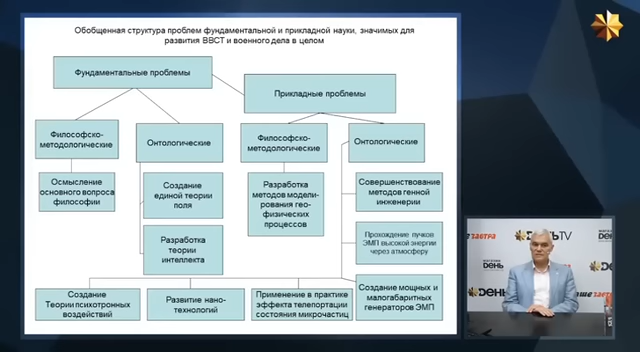 Обобщенная структура проблем фундаментальной и прикладной науки, значимых для
развития ВВСТ и военного дела в целом
Фундаментальные проблемы
Прикладные проблемы
Философско-
методологические
Онтологические
Философско-
методологические
Онтологические
Осмысление
основного вопроса
философии
Создание
единой теории
поля
Разработка
методов модели-
рования гео-
физических
процессов
Совершенствование
методов генной
инженерии
Разработка
теории
интеллекта
Прохождение пучков
ЭМП высокой энергии
через атмосферу
Создание
Теории психотронных
воздействий
Развитие нано-
технологий
Применение в практике
эффекта телепортации
состояния микрочастиц
Создание мощных и
малогабаритных
генераторов ЭМП
завтра
ДЕНЬTV
ДЕНЬ
ДЕНЬ